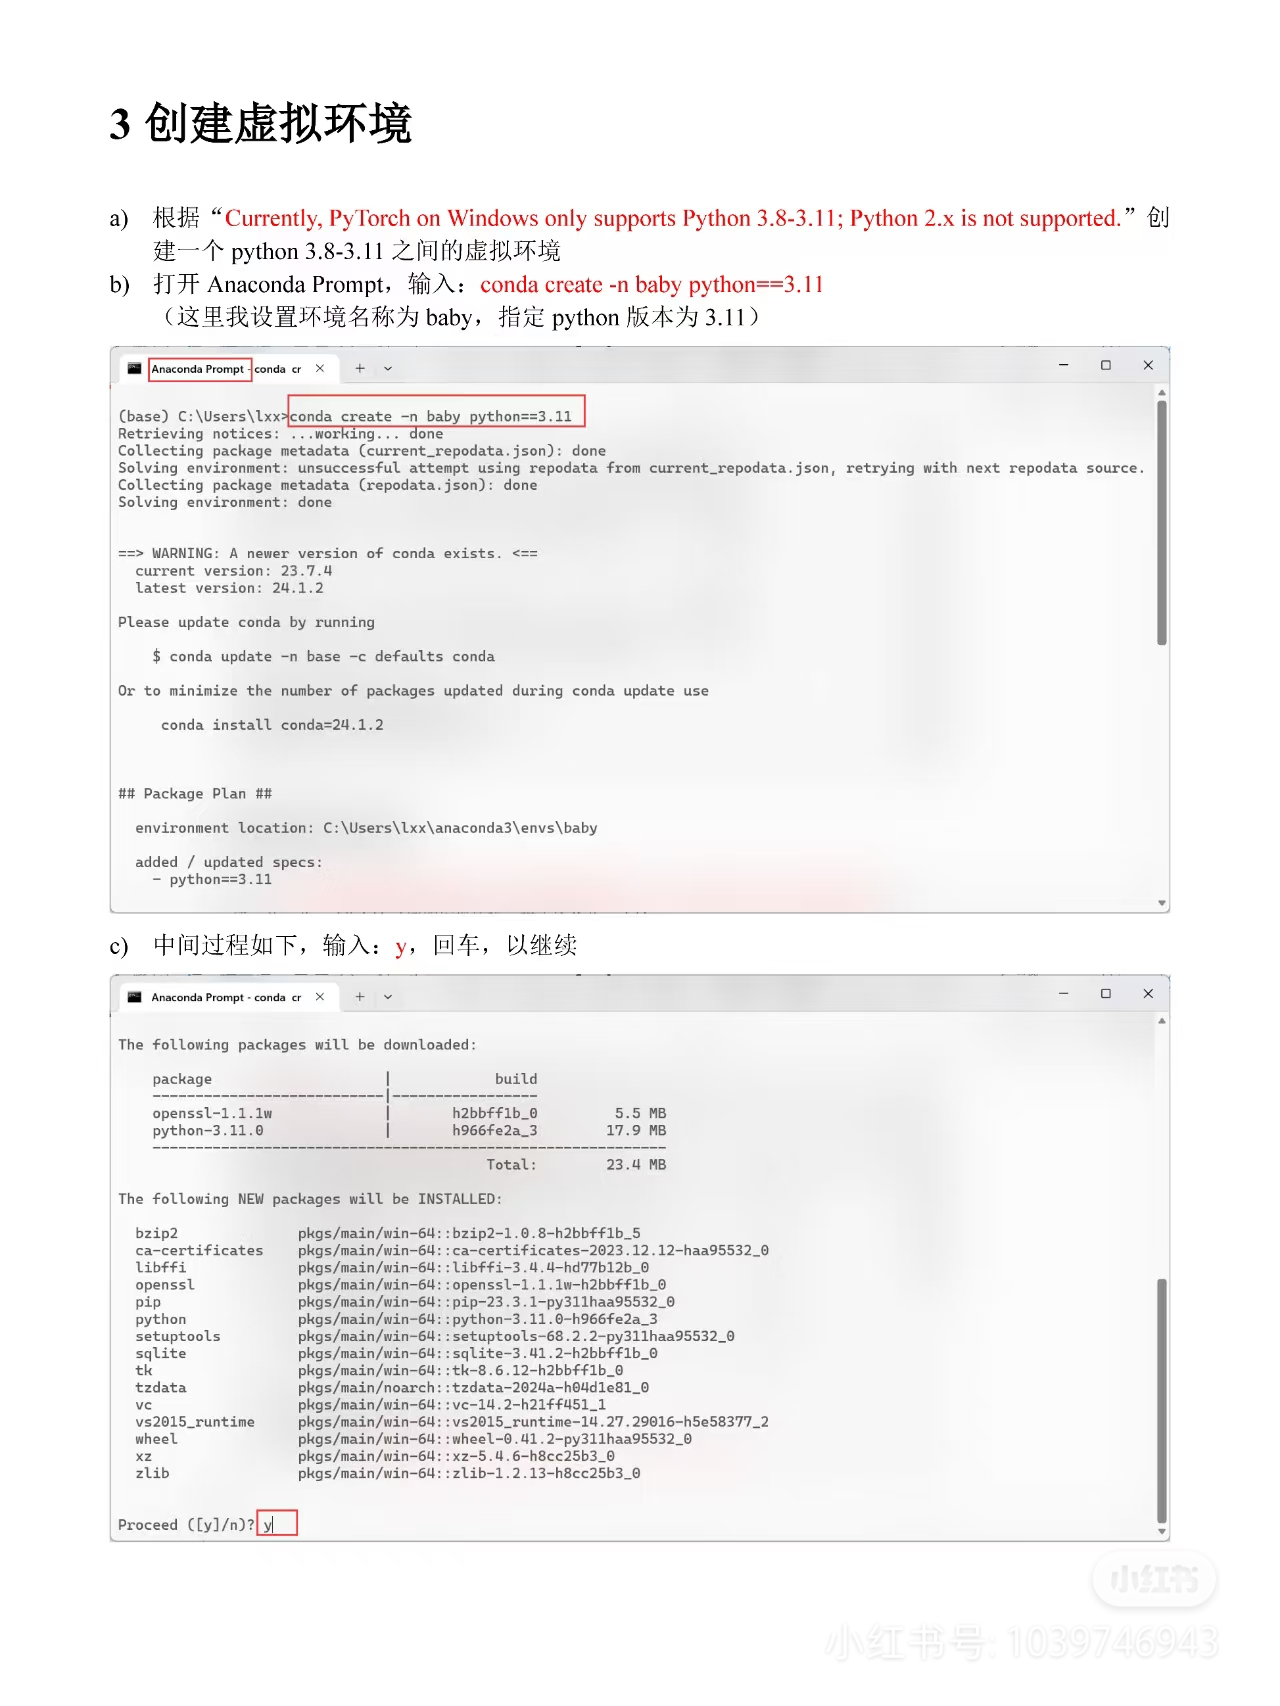 3 创建虚拟环境
a) 根据“Currently, PyTorch on Windows only supports Python 3.8-3.11; Python 2.x is not supported.”创
建一个 python 3.8-3.11 之间的虚拟环境
b) 打开 Anaconda Prompt，输入：conda create -n baby python==3.11
（这里我设置环境名称为 baby，指定 python 版本为 3.11）
Anaconda Prompt - conda cr
(base) C:\Users\lxx>conda create -n baby python==3.11
Retrieving notices: ...working... done
Collecting package metadata (current_repodata.json): done
Solving environment: unsuccessful attempt using repodata from current_repodata.json, retrying with next repodata source.
Collecting package metadata (repodata.json): done
Solving environment: done
==> WARNING: A newer version of conda exists. <==
current version: 23.7.4
latest version: 24.1.2
Please update conda by running
$ conda update -n base -c defaults conda
Or to minimize the number of packages updated during conda update use
conda install conda=24.1.2
## Package Plan ##
environment location: C:\Users\lxx\anaconda3\envs\baby
added / updated specs:
- python==3.11
c) 中间过程如下，输入：y，回车，以继续
Anaconda Prompt - conda cr
The following packages will be downloaded:
package | build
---------------------------|-----------------
openssl-1.1.1w | h2bbff1b_0 5.5 MB
python-3.11.0 | h966fe2a_3 17.9 MB
------------------------------------------------------------
Total: 23.4 MB
The following NEW packages will be INSTALLED:
bzip2 pkgs/main/win-64::bzip2-1.0.8-h2bbff1b_5
ca-certificates pkgs/main/win-64::ca-certificates-2023.12.12-haa95532_0
libffi pkgs/main/win-64::libffi-3.4.4-hd77b12b_0
openssl pkgs/main/win-64::openssl-1.1.1w-h2bbff1b_0
pip pkgs/main/win-64::pip-23.3.1-py311haa95532_0
python pkgs/main/win-64::python-3.11.0-h966fe2a_3
setuptools pkgs/main/win-64::setuptools-68.2.2-py311haa95532_0
sqlite pkgs/main/win-64::sqlite-3.41.2-h2bbff1b_0
tk pkgs/main/win-64::tk-8.6.12-h2bbff1b_0
tzdata pkgs/main/noarch::tzdata-2024a-h04d1e81_0
vc pkgs/main/win-64::vc-14.2-h21ff451_1
vs2015_runtime pkgs/main/win-64::vs2015_runtime-14.27.29016-h5e58377_2
wheel pkgs/main/win-64::wheel-0.41.2-py311haa95532_0
xz pkgs/main/win-64::xz-5.4.6-h8cc25b3_0
zlib pkgs/main/win-64::zlib-1.2.13-h8cc25b3_0
Proceed ([y]/n)? y
小红书
小红书号: 1039746943